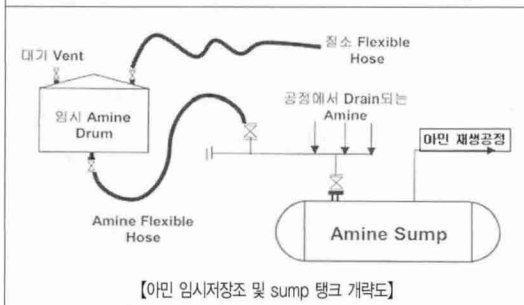 대기 Vent
질소 Flexible
Hose
임시 Amine
Drum
공정에서 Drain되는
Amine
아민 재생공정
Amine Flexible
Hose
Amine Sump
【아민 임시저장조 및 sump 탱크 개략도】